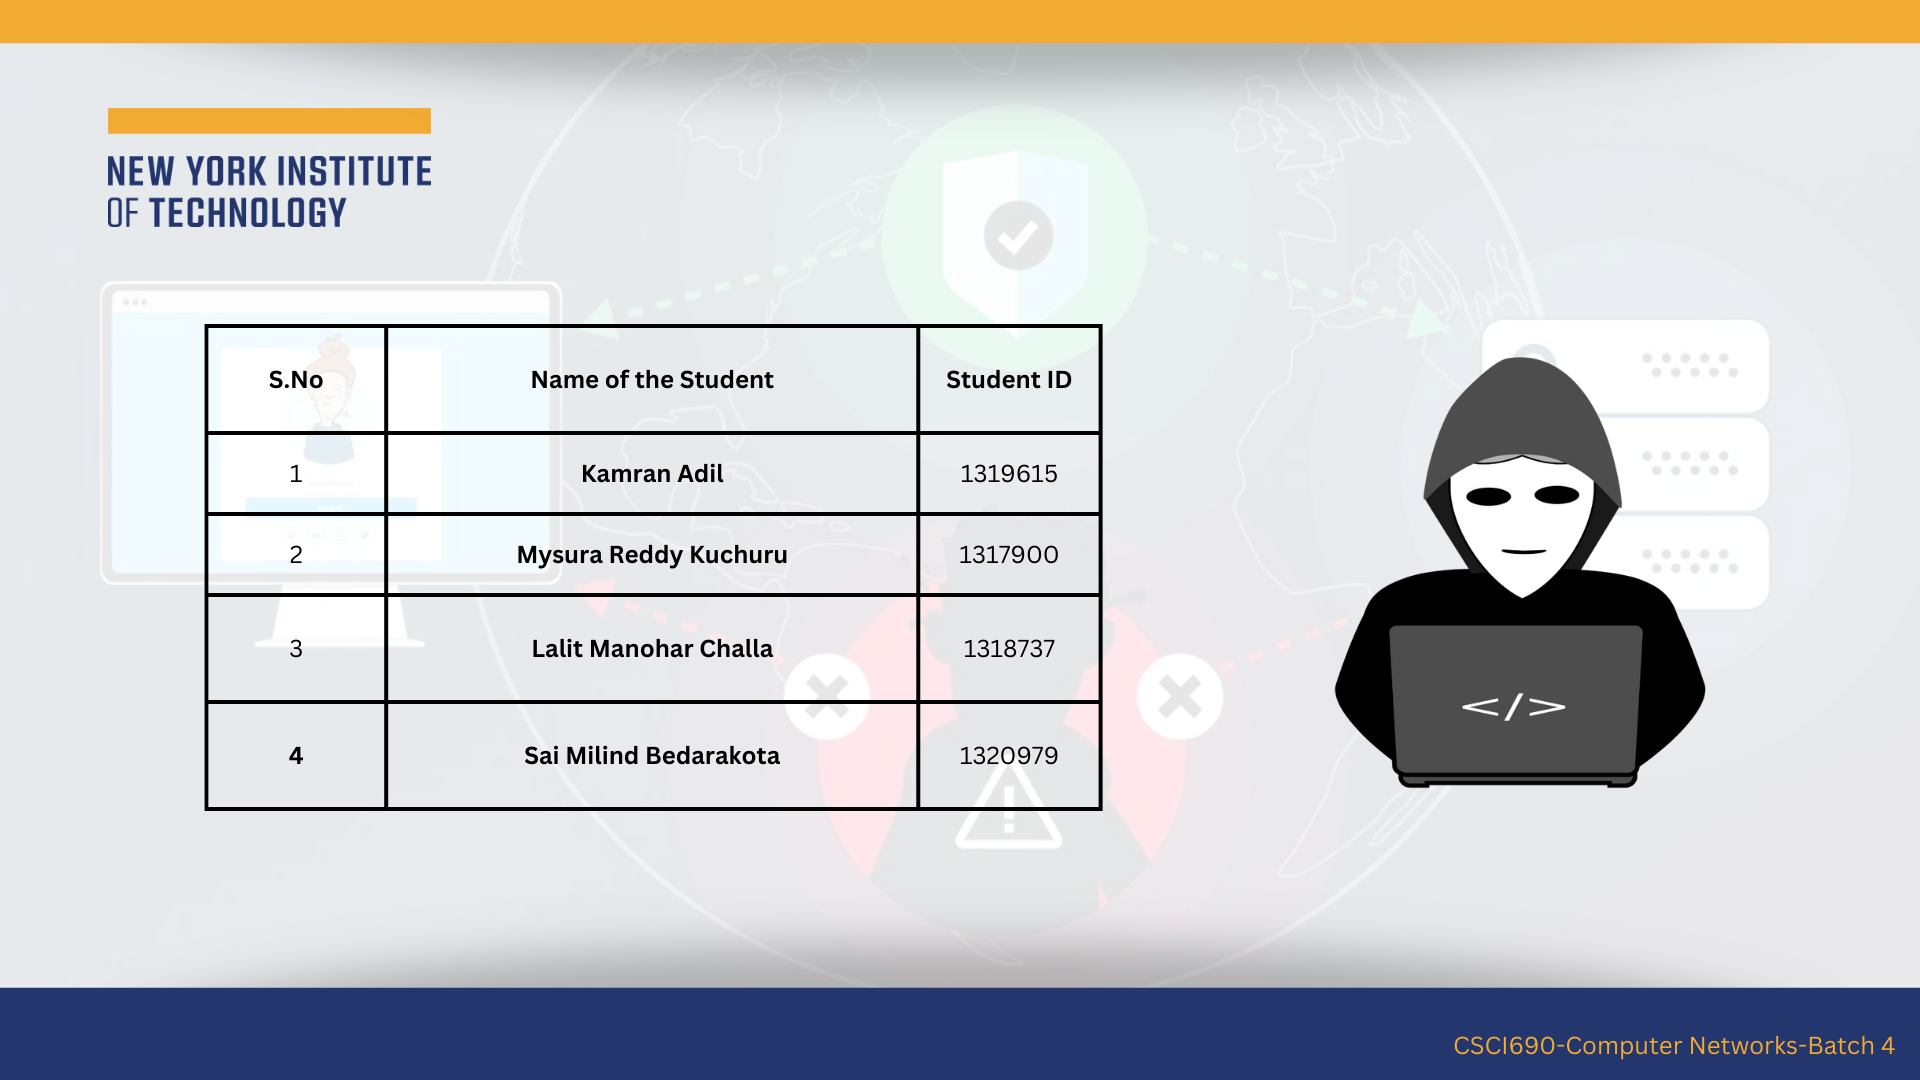 NEW YORK INSTITUTE
OF TECHNOLOGY
S.No Name of the Student Student ID
1 Kamran Adil 1319615
2 Mysura Reddy Kuchuru 1317900
3 Lalit Manohar Challa 1318737
4 Sai Milind Bedarakota 1320979
</>
CSCI690-Computer Networks-Batch 4